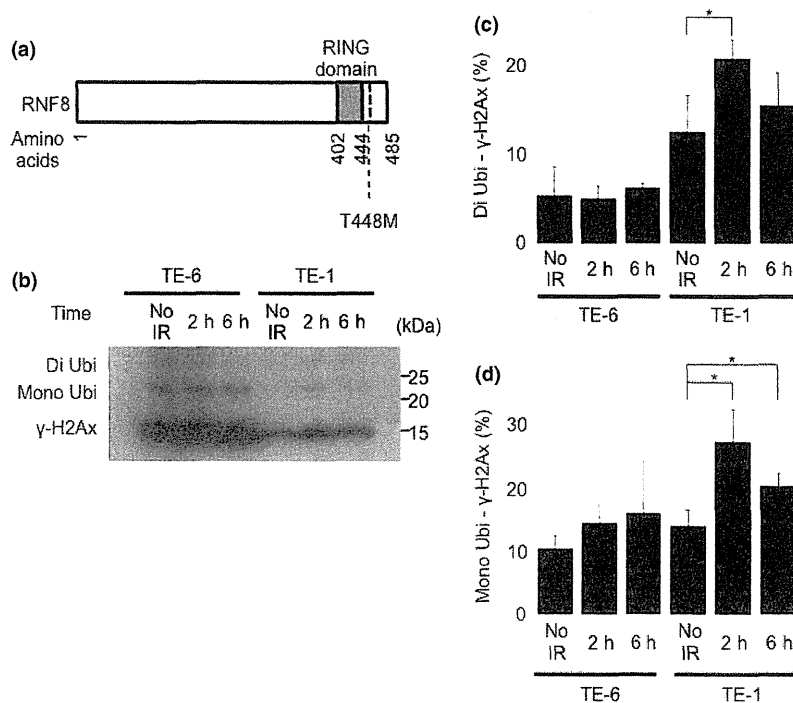 (a)
RING
domain
RNF8
Amino
acids
1
402
444
485
T448M
(b)
TE-6 TE-1
Time No IR 2 h 6 h No IR 2 h 6 h (kDa)
Di Ubi
25
Mono Ubi
20
γ-H2Ax
15
(c)
Di Ubi - γ-H2Ax (%)
20
10
0
*
No IR 2 h 6 h No IR 2 h 6 h
TE-6 TE-1
(d)
Mono Ubi - γ-H2Ax (%)
30
20
10
0
*
*
No IR 2 h 6 h No IR 2 h 6 h
TE-6 TE-1